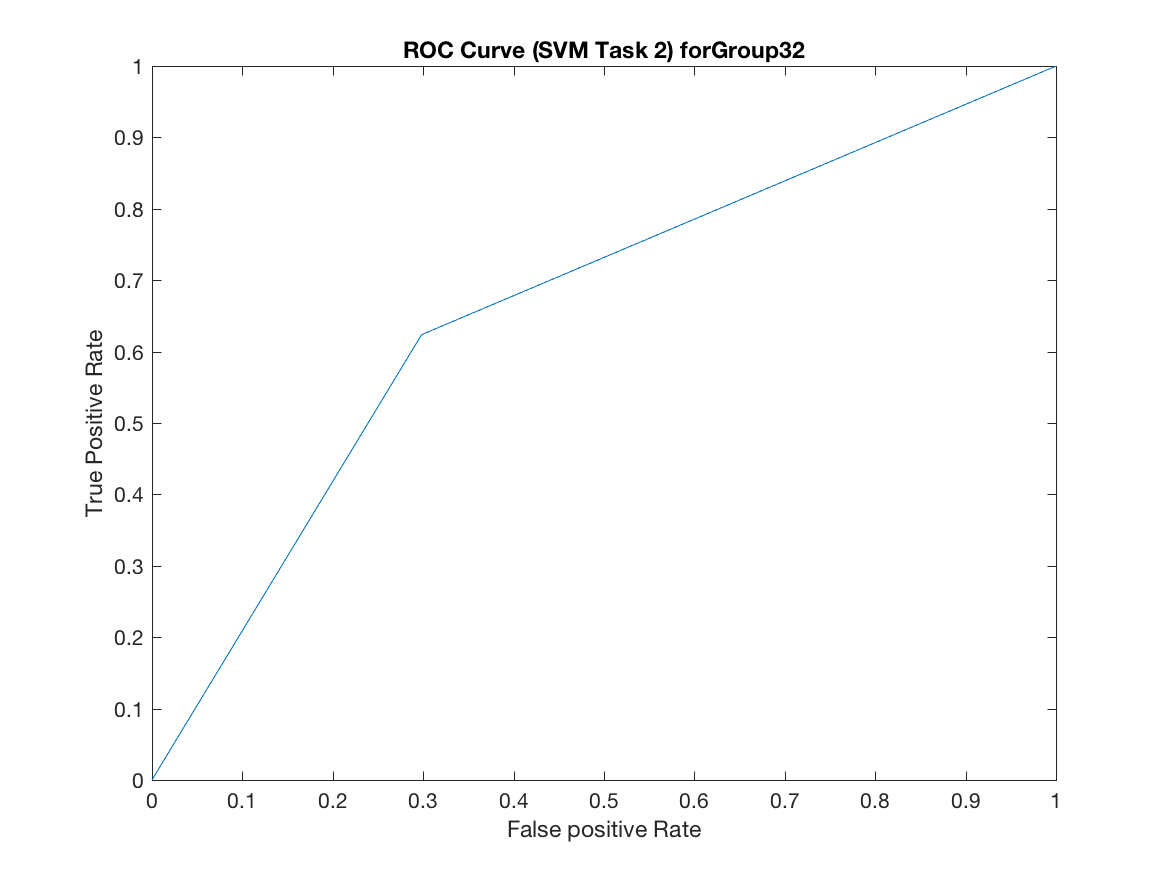 ROC Curve (SVM Task 2) forGroup32
True Positive Rate
1
0.9
0.8
0.7
0.6
0.5
0.4
0.3
0.2
0.1
0
0 0.1 0.2 0.3 0.4 0.5 0.6 0.7 0.8 0.9 1
False positive Rate